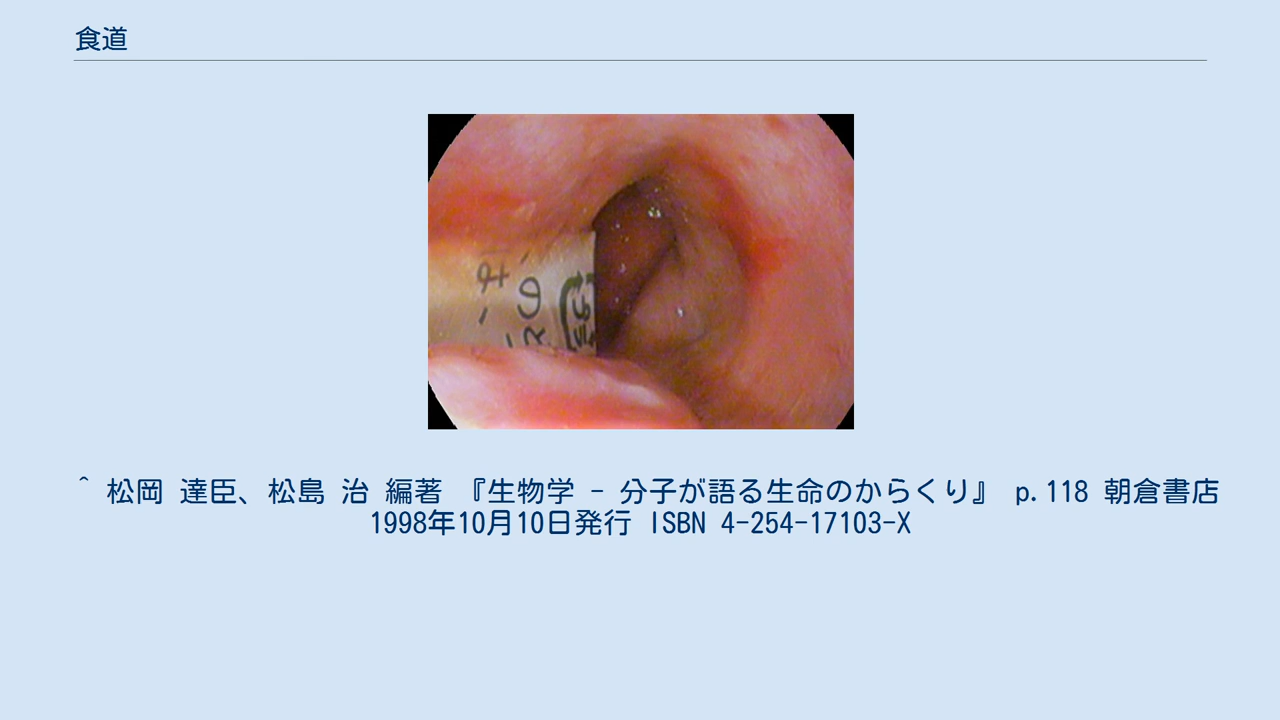 食道
は、
の
^ 松岡 達臣、松島 治 編著 『生物学 - 分子が語る生命のからくり』 p.118 朝倉書店
1998年10月10日発行 ISBN 4-254-17103-X